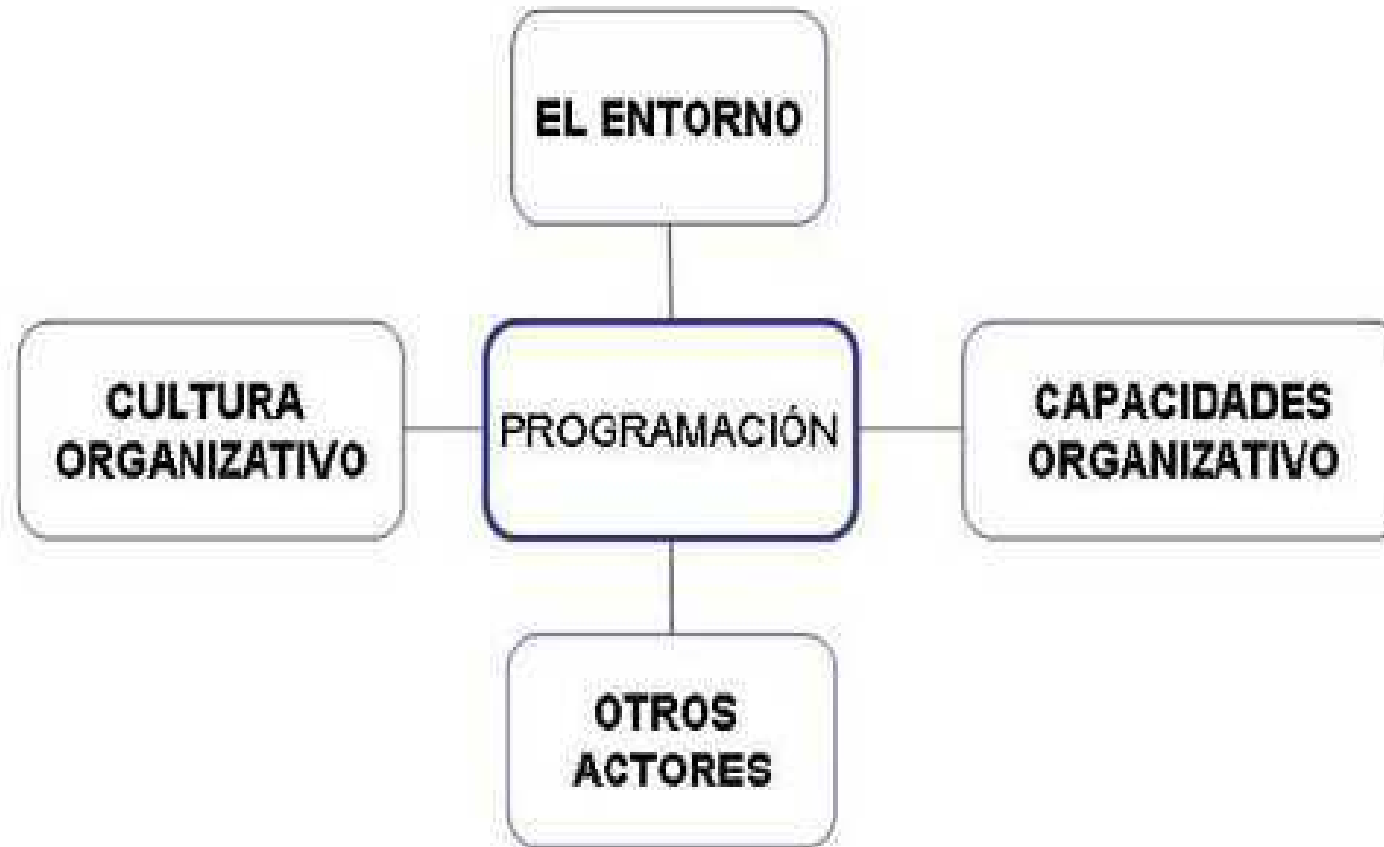 EL ENTORNO
CULTURA
ORGANIZATIVO
PROGRAMACIÓN
CAPACIDADES
ORGANIZATIVO
OTROS
ACTORES